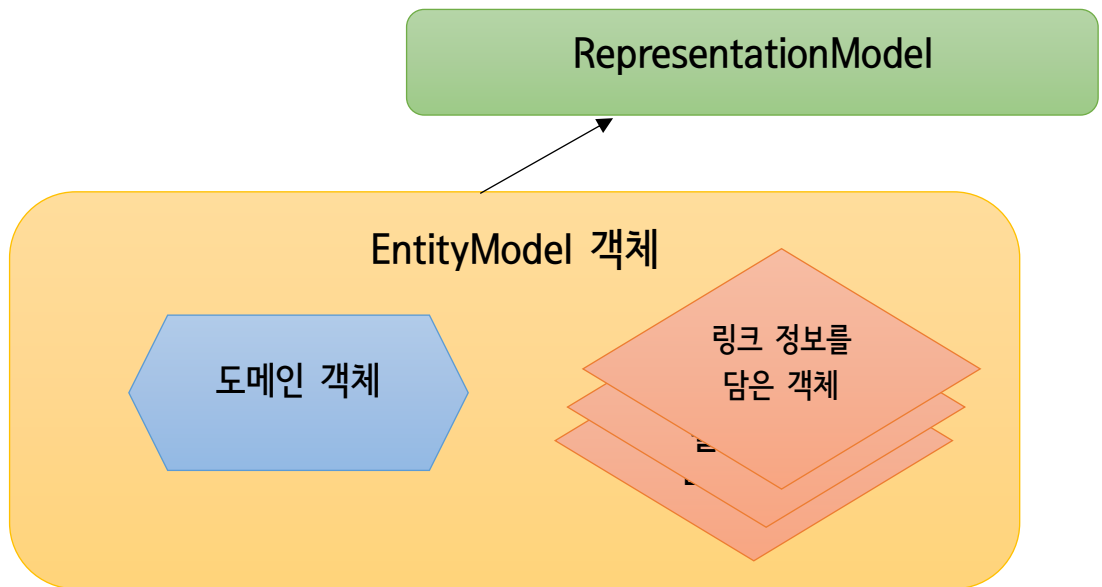 RepresentationModel
EntityModel 객체
도메인 객체
링크 정보를
담은 객체